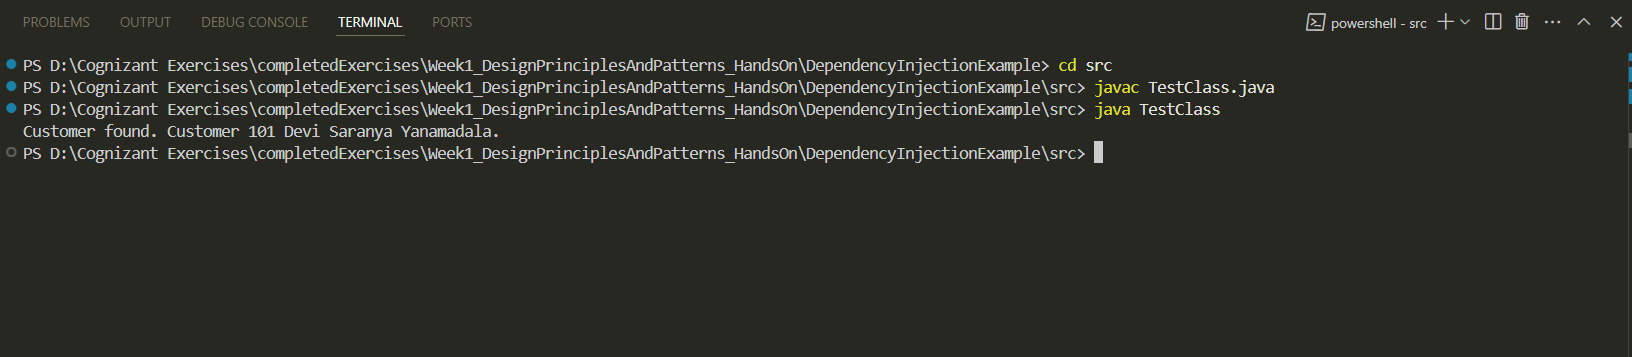 PROBLEMS OUTPUT DEBUG CONSOLE TERMINAL PORTS powershell - src
PS D:\Cognizant Exercises\completedExercises\Week1_DesignPrinciplesAndPatterns_HandsOn\DependencyInjectionExample> cd src
PS D:\Cognizant Exercises\completedExercises\Week1_DesignPrinciplesAndPatterns_HandsOn\DependencyInjectionExample\src> javac TestClass.java
PS D:\Cognizant Exercises\completedExercises\Week1_DesignPrinciplesAndPatterns_HandsOn\DependencyInjectionExample\src> java TestClass
Customer found. Customer 101 Devi Saranya Yanamadala.
PS D:\Cognizant Exercises\completedExercises\Week1_DesignPrinciplesAndPatterns_HandsOn\DependencyInjectionExample\src>